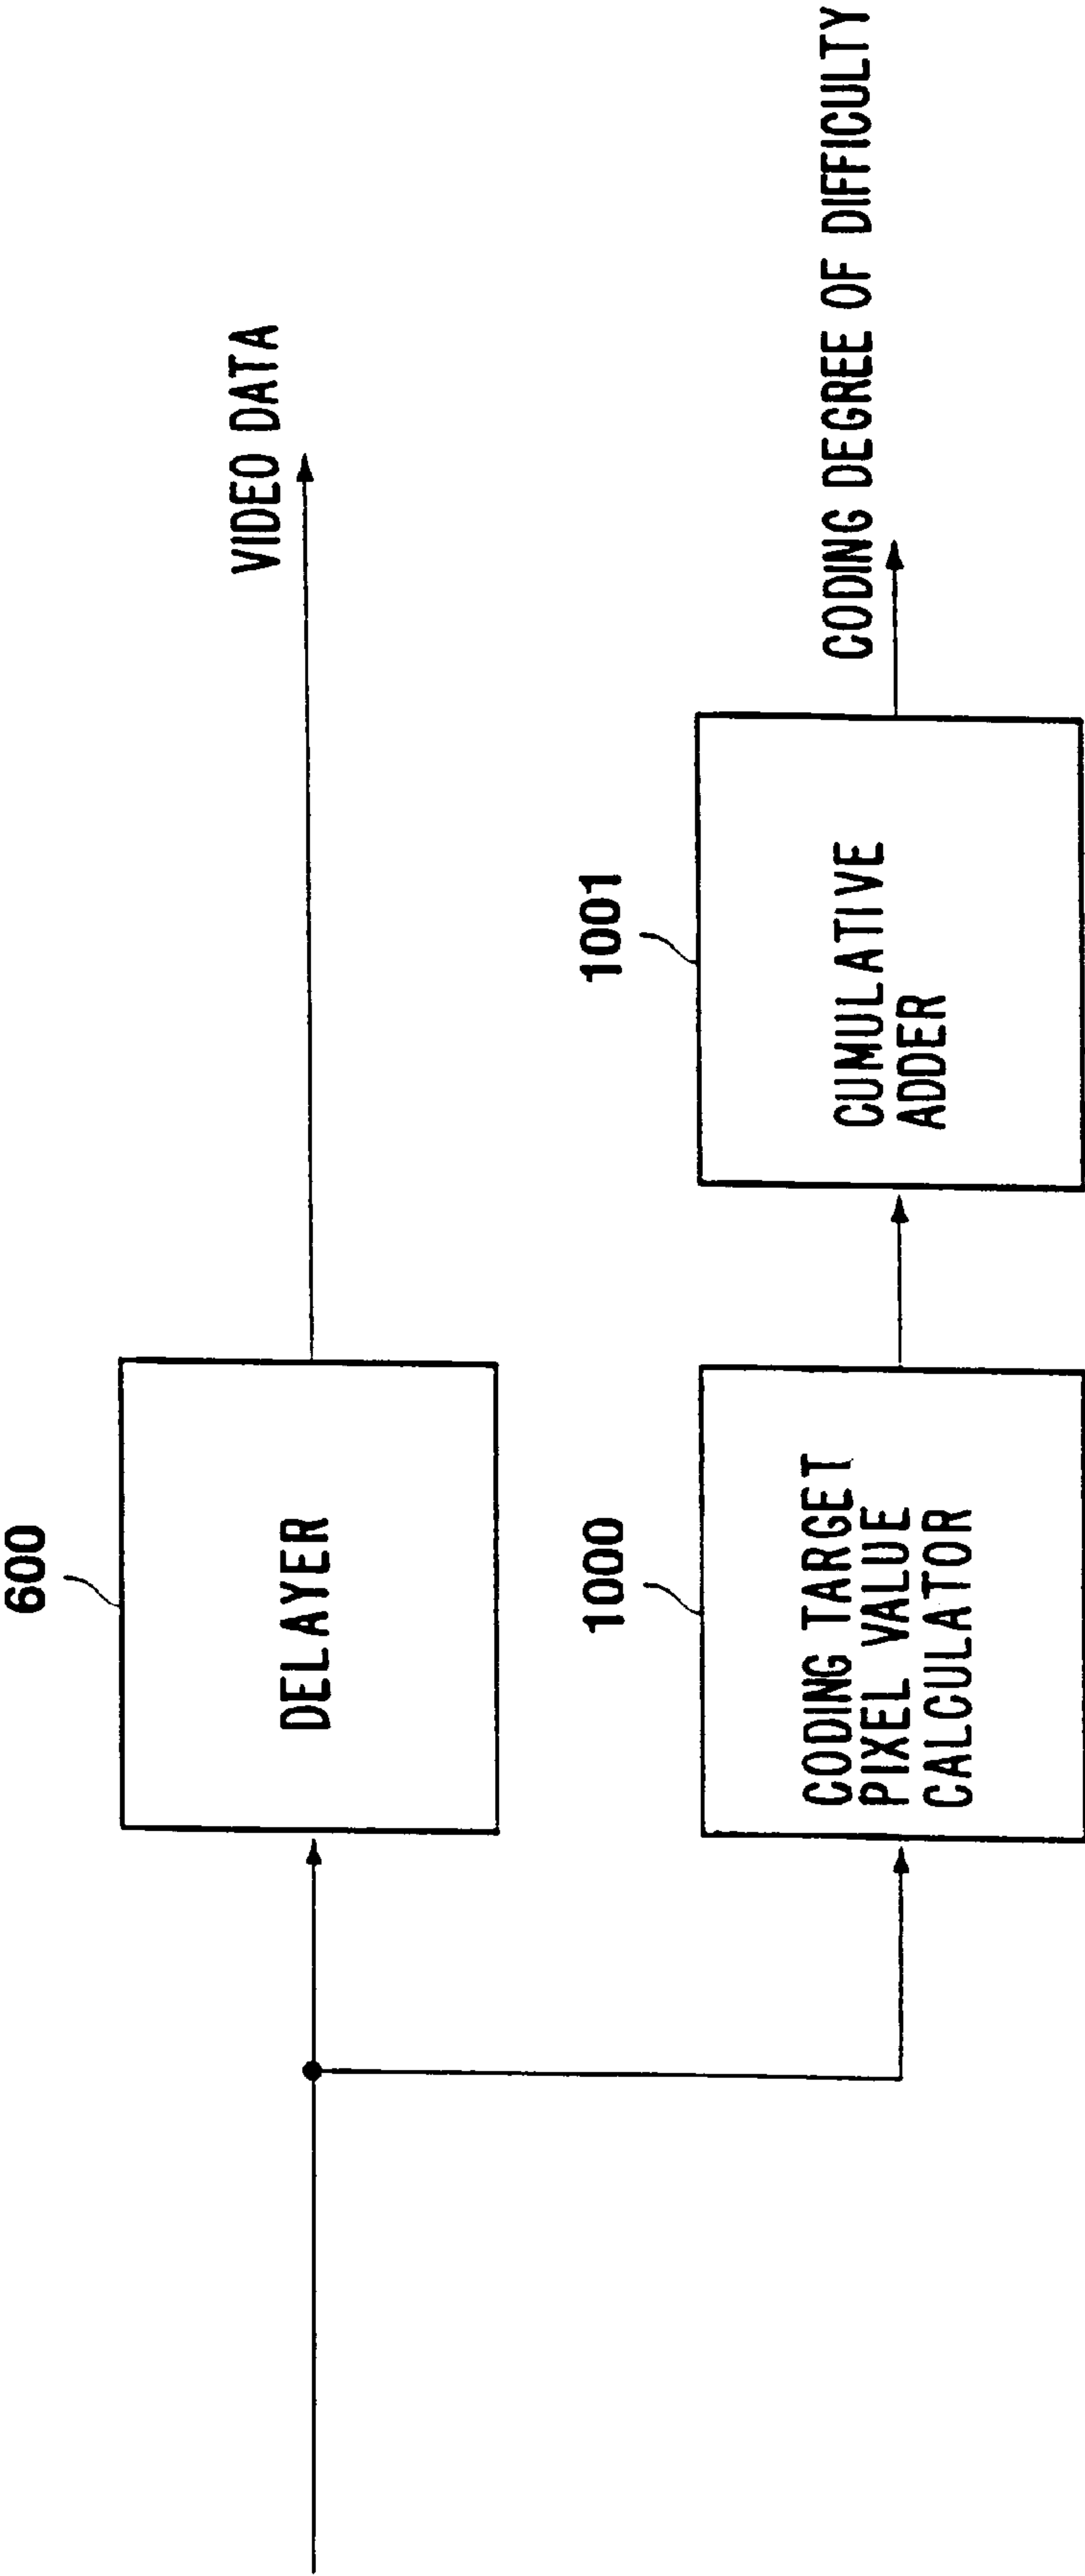 600
DELAYER
VIDEO DATA
1000
CODING TARGET
PIXEL VALUE
CALCULATOR
1001
CUMULATIVE
ADDER
CODING DEGREE OF DIFFICULTY